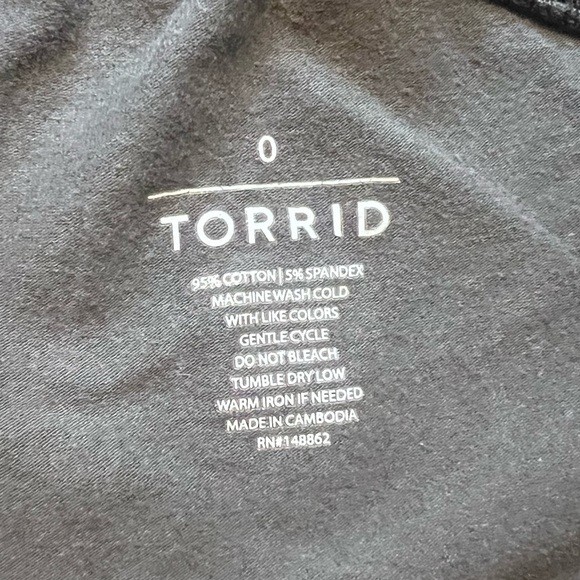 0
TORRID
95% COTTON | 5% SPANDEX
MACHINE WASH COLD
WITH LIKE COLORS
GENTLE CYCLE
DO NOT BLEACH
TUMBLE DRY LOW
WARM IRON IF NEEDED
MADE IN CAMBODIA
RN#148862